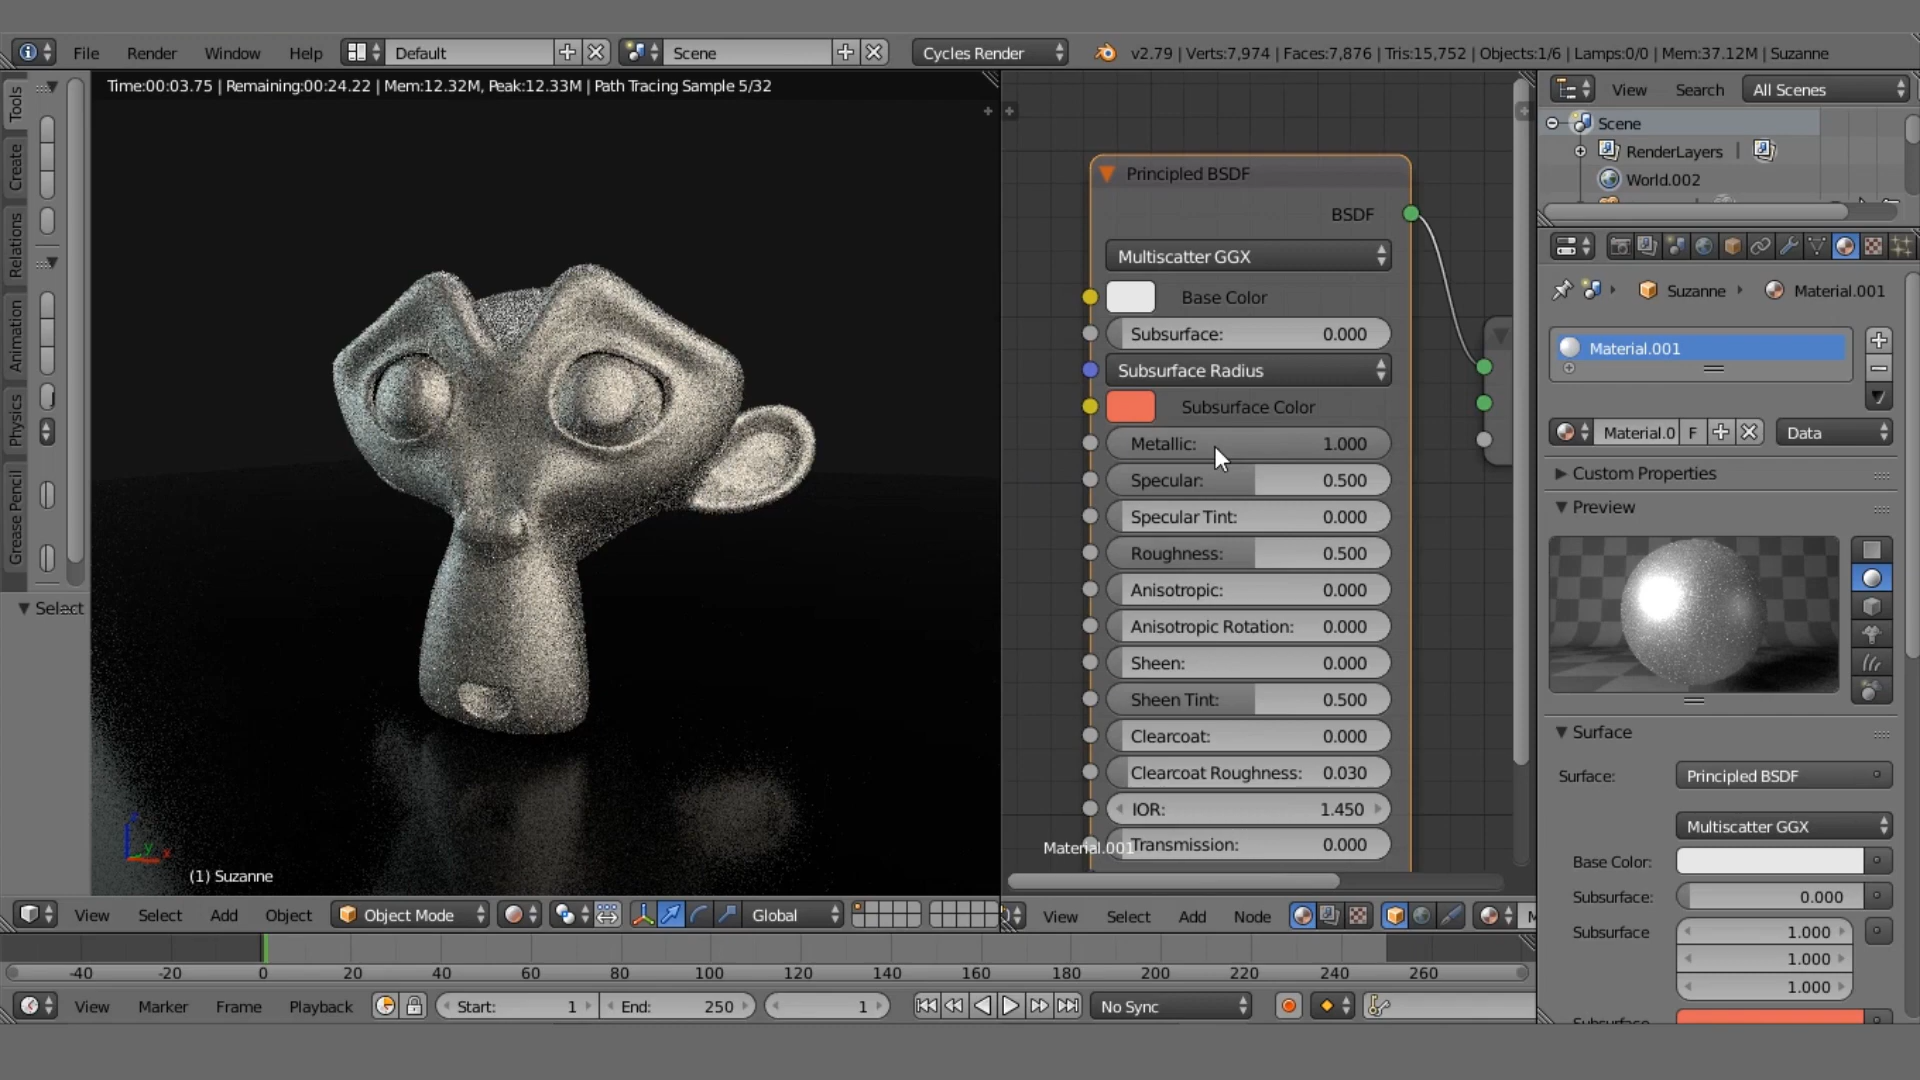 File Render Window Help Default Scene Cycles Render v2.79 | Verts:7,974 | Faces:7,876 | Tris:15,752 | Objects:1/6 | Lamps:0/0 | Mem:37.12M | Suzanne
Time:00:03.75 | Remaining:00:24.22 | Mem:12.32M, Peak:12.33M | Path Tracing Sample 5/32
Tools
Create
Relations
Animation
Physics
Grease Pencil
Select
(1) Suzanne
Principled BSDF
BSDF
Multiscatter GGX
Base Color
Subsurface: 0.000
Subsurface Radius
Subsurface Color
Metallic: 1.000
Specular: 0.500
Specular Tint: 0.000
Roughness: 0.500
Anisotropic: 0.000
Anisotropic Rotation: 0.000
Sheen: 0.000
Sheen Tint: 0.500
Clearcoat: 0.000
Clearcoat Roughness: 0.030
IOR: 1.450
Transmission: 0.000
Material.001
View Search All Scenes
Scene
RenderLayers |
World.002
Suzanne Material.001
Material.001
Material.0 F Data
Custom Properties
Preview
Surface
Surface: Principled BSDF
Multiscatter GGX
Base Color:
Subsurface: 0.000
Subsurface 1.000
1.000
1.000
View Select Add Object Object Mode Global
View Select Add Node
-40 -20 0 20 40 60 80 100 120 140 160 180 200 220 240 260
View Marker Frame Playback Start: 1 End: 250 1 No Sync